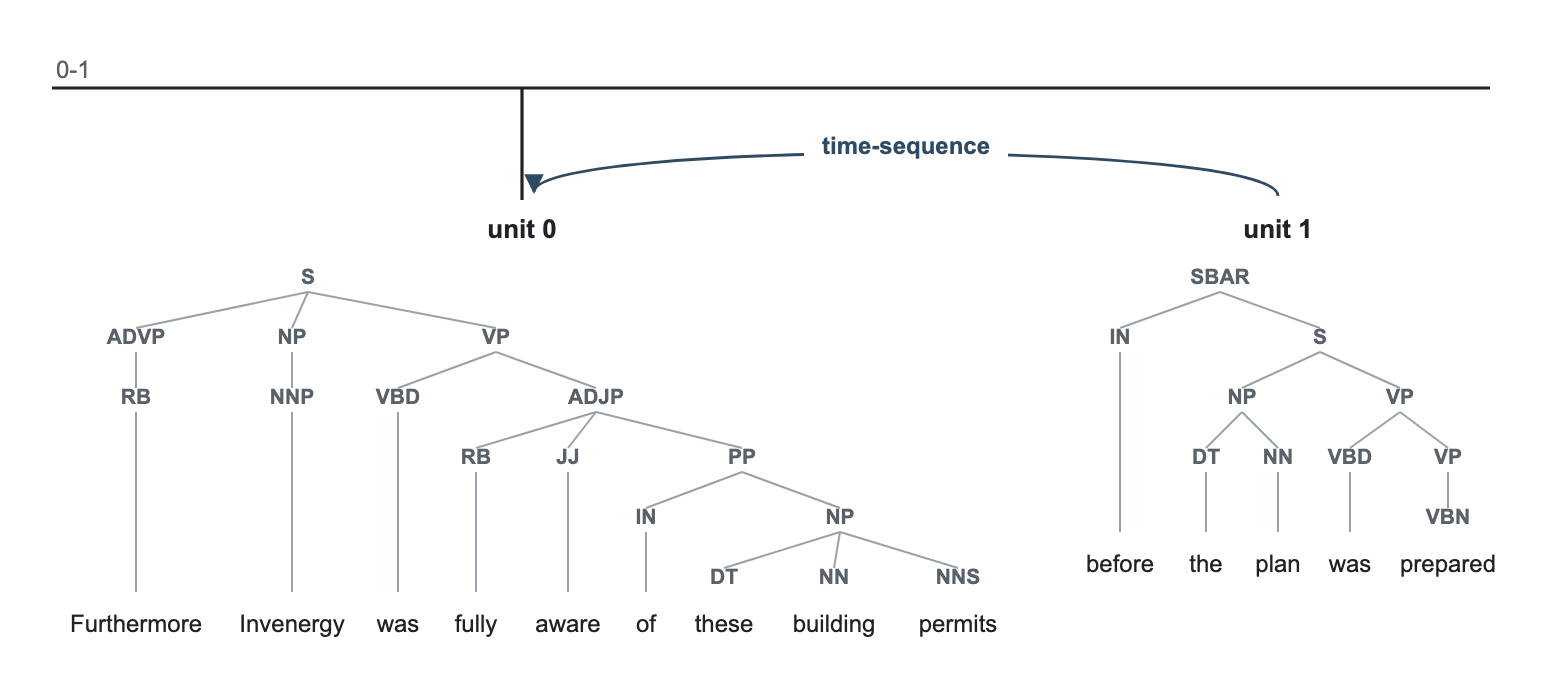 0-1
time-sequence
unit 0 unit 1
S SBAR
ADVP NP VP IN S
RB NNP VBD ADJP NP VP
RB JJ PP DT NN VBD VP
IN NP VBN
before the plan was prepared
DT NN NNS
Furthermore Invenergy was fully aware of these building permits